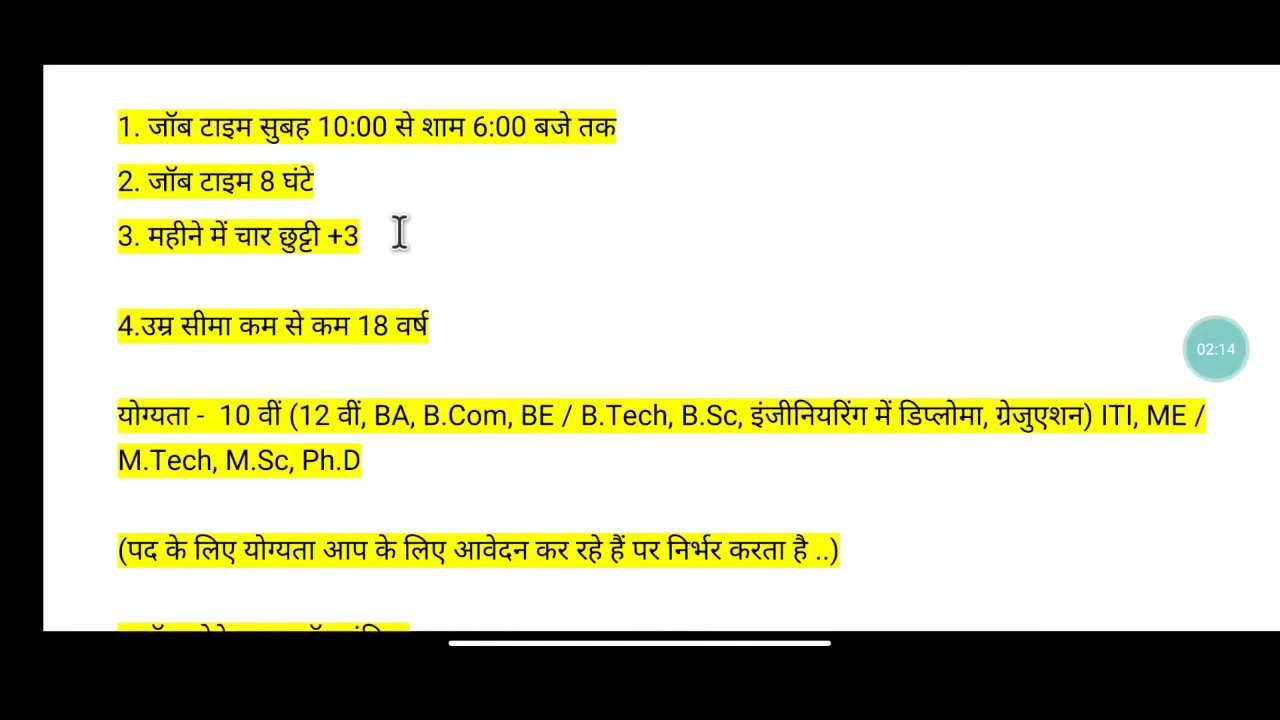 1. जॉब टाइम सुबह 10:00 से शाम 6:00 बजे तक
2. जॉब टाइम 8 घंटे
3. महीने में चार छुट्टी +3
4.उम्र सीमा कम से कम 18 वर्ष
02:14
योग्यता - 10 वीं (12 वीं, BA, B.Com, BE / B.Tech, B.Sc, इंजीनियरिंग में डिप्लोमा, ग्रेजुएशन) ITI, ME /
M.Tech, M.Sc, Ph.D
(पद के लिए योग्यता आप के लिए आवेदन कर रहे हैं पर निर्भर करता है ..)